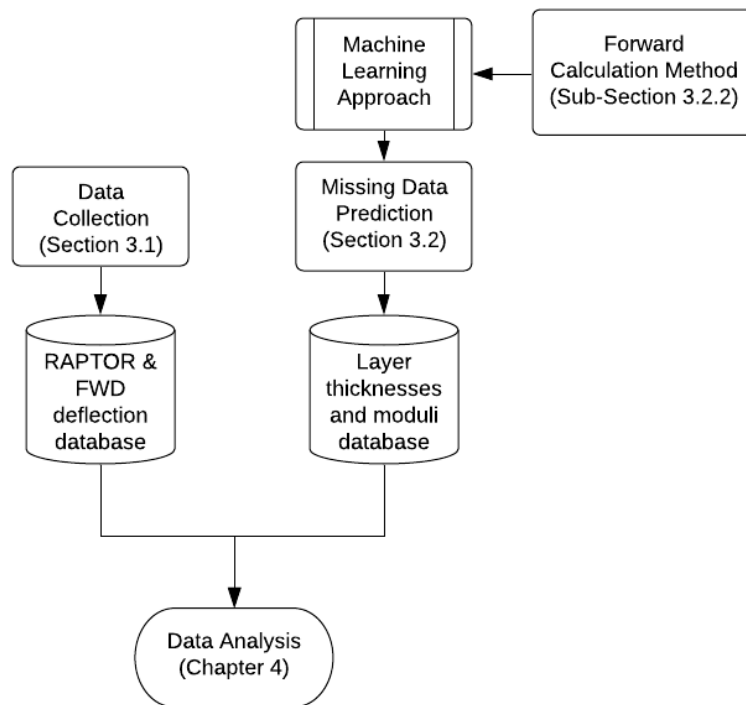 Machine
Learning
Approach
Forward
Calculation Method
(Sub-Section 3.2.2)
Data
Collection
(Section 3.1)
Missing Data
Prediction
(Section 3.2)
RAPTOR &
FWD
deflection
database
Layer
thicknesses
and moduli
database
Data Analysis
(Chapter 4)